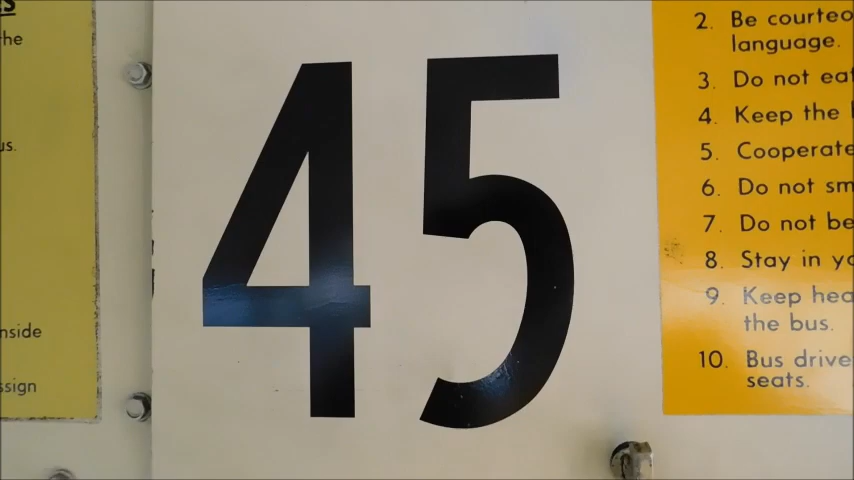 the
us.
nside
ssign
45
2. Be courteo
language.
3. Do not eat
4. Keep the
5. Cooperate
6. Do not sm
7. Do not be
8. Stay in yo
9. Keep hea
the bus.
10. Bus drive
seats.